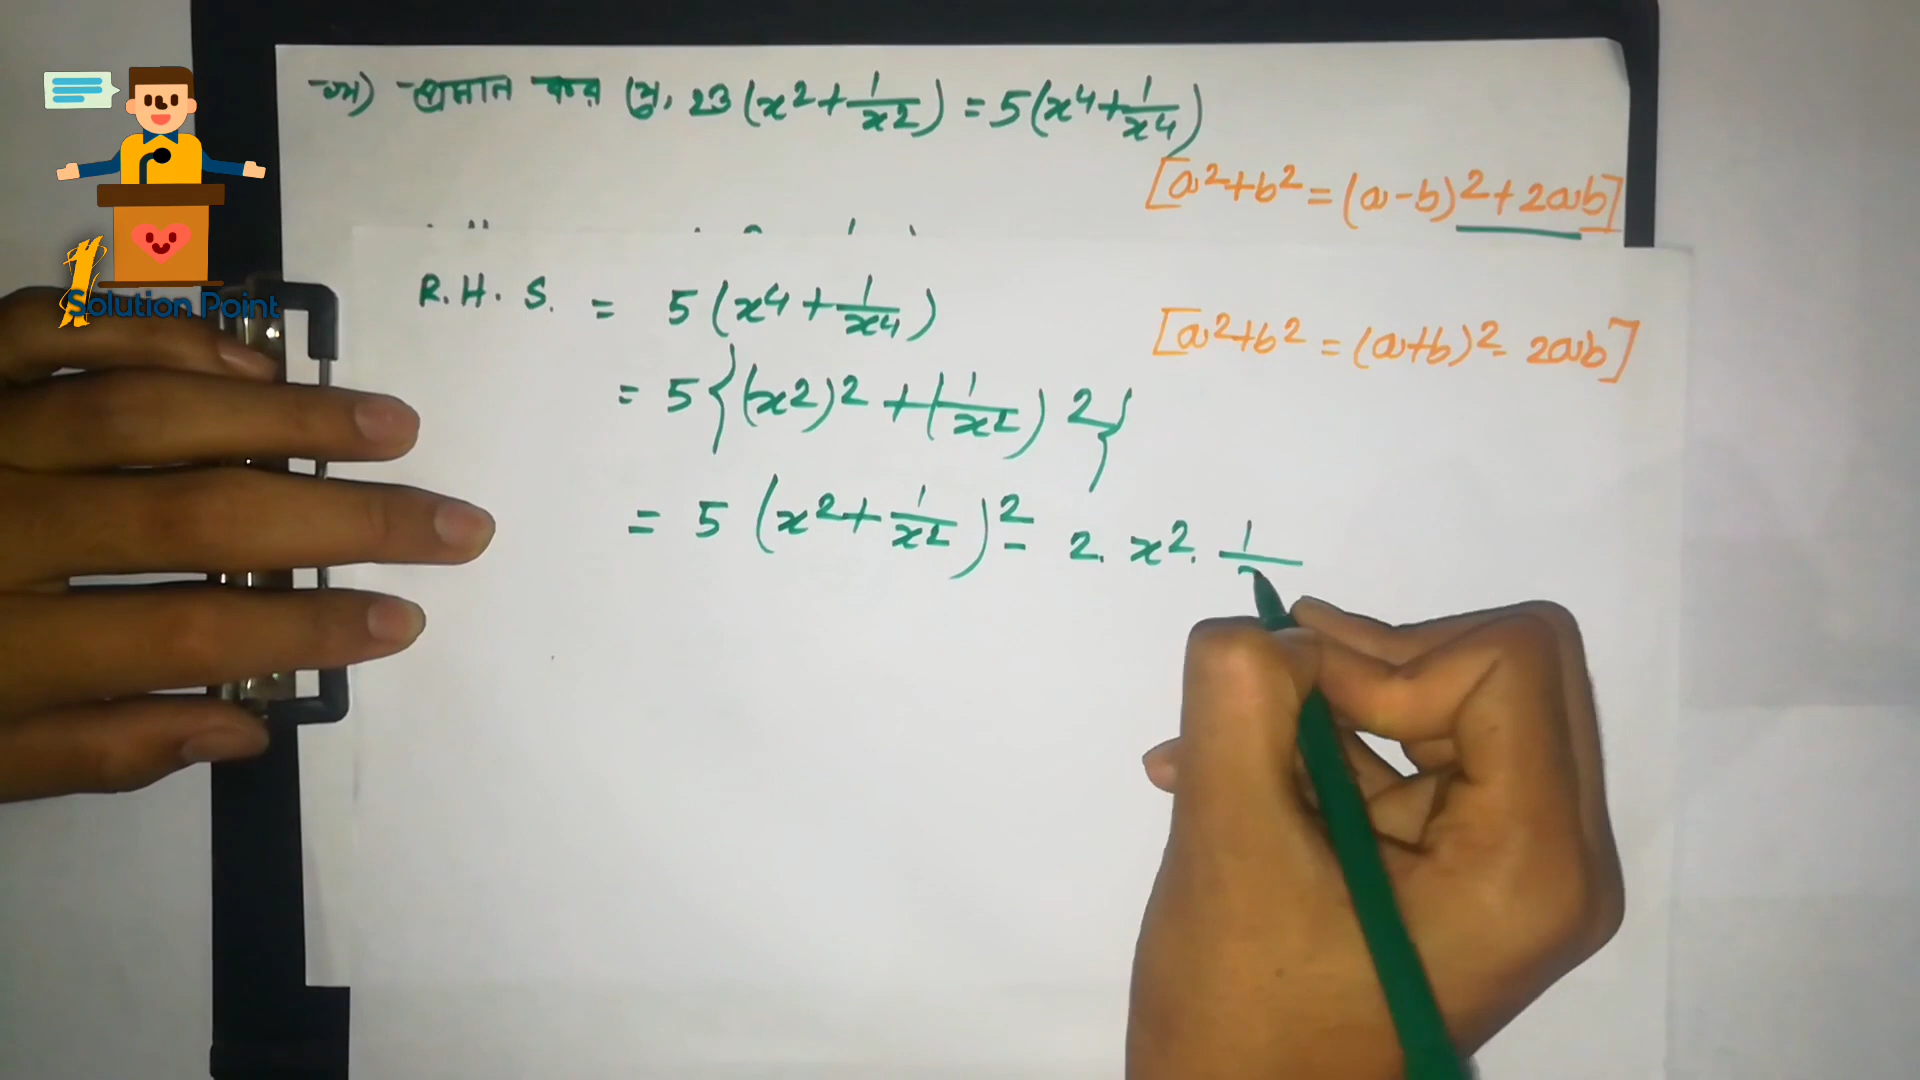 প্রমান কর যে, 23(x²+1/x²) = 5(x⁴+1/x⁴)
[a²+b² = (a-b)²+2ab]
R.H.S. = 5(x⁴+1/x⁴)
[a²+b² = (a+b)²-2ab]
= 5{(x²)²+(1/x²)²}
= 5(x²+1/x²)² - 2.x².1/
1 Solution Point